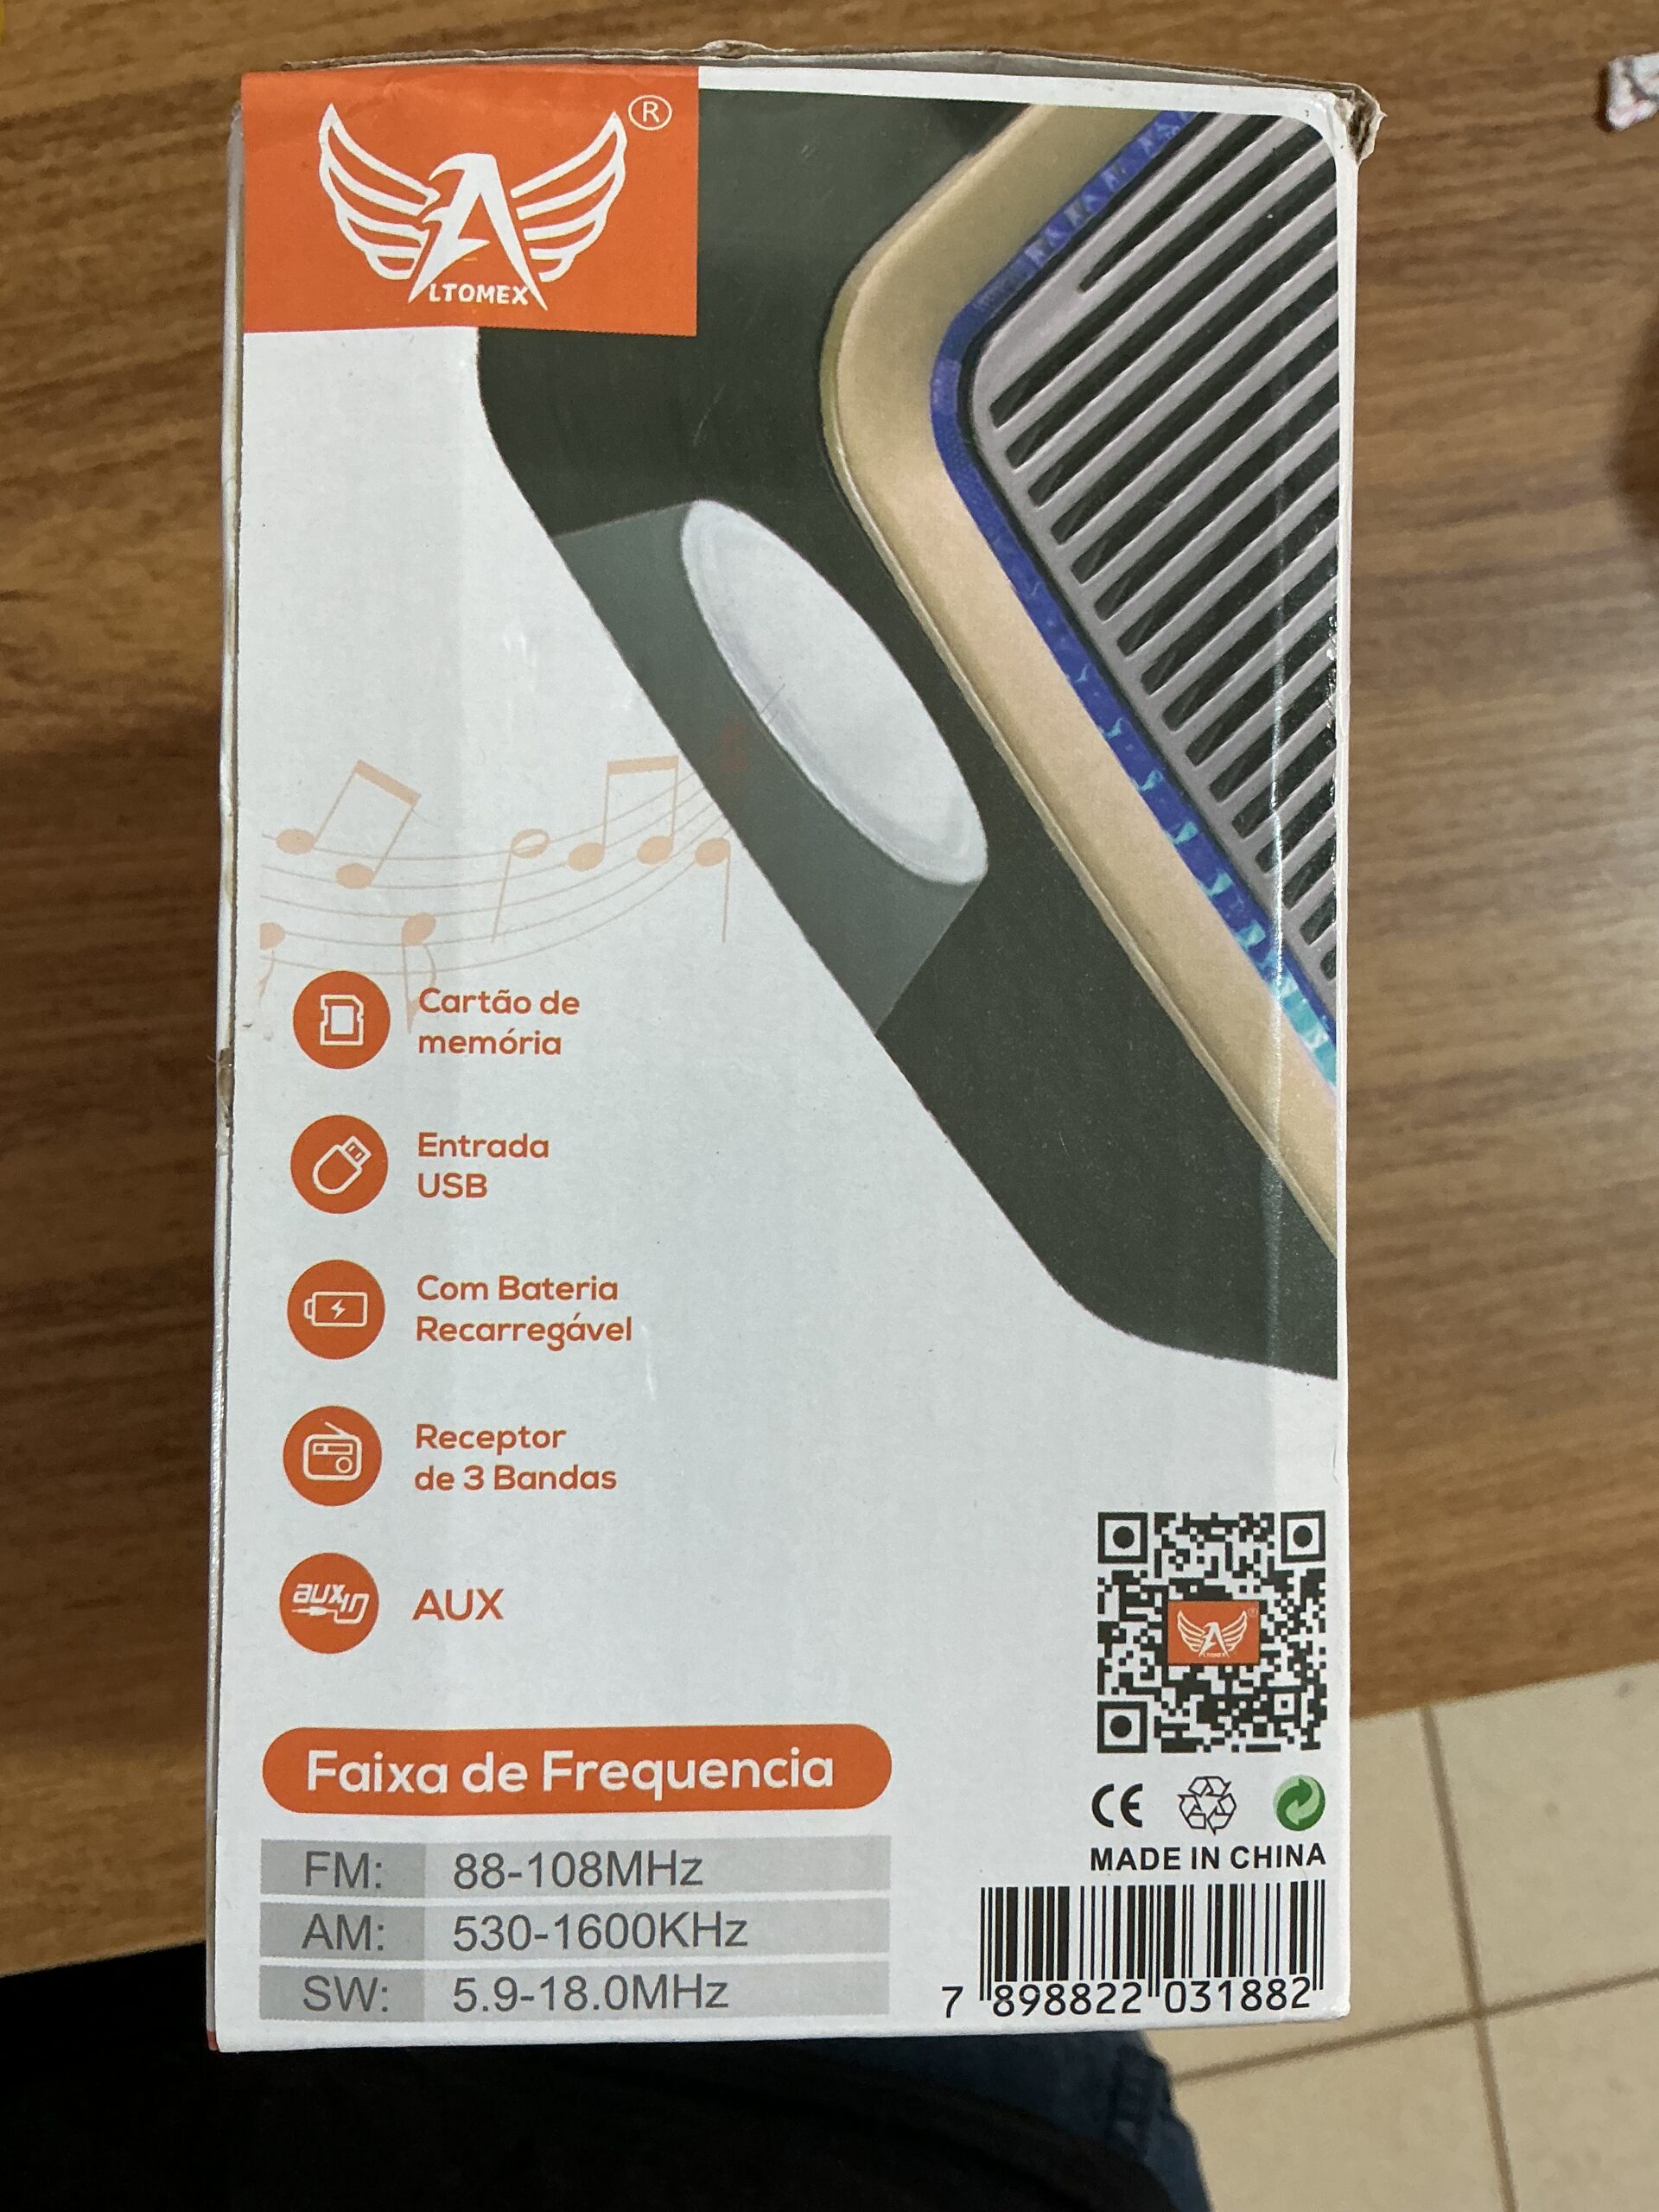 ®
ALTOMEX
Cartão de
memória
Entrada
USB
Com Bateria
Recarregável
Receptor
de 3 Bandas
aux in
AUX
Faixa de Frequencia
FM: 88-108MHz
AM: 530-1600KHz
SW: 5.9-18.0MHz
ALTOMEX
CE
MADE IN CHINA
7 898822 031882